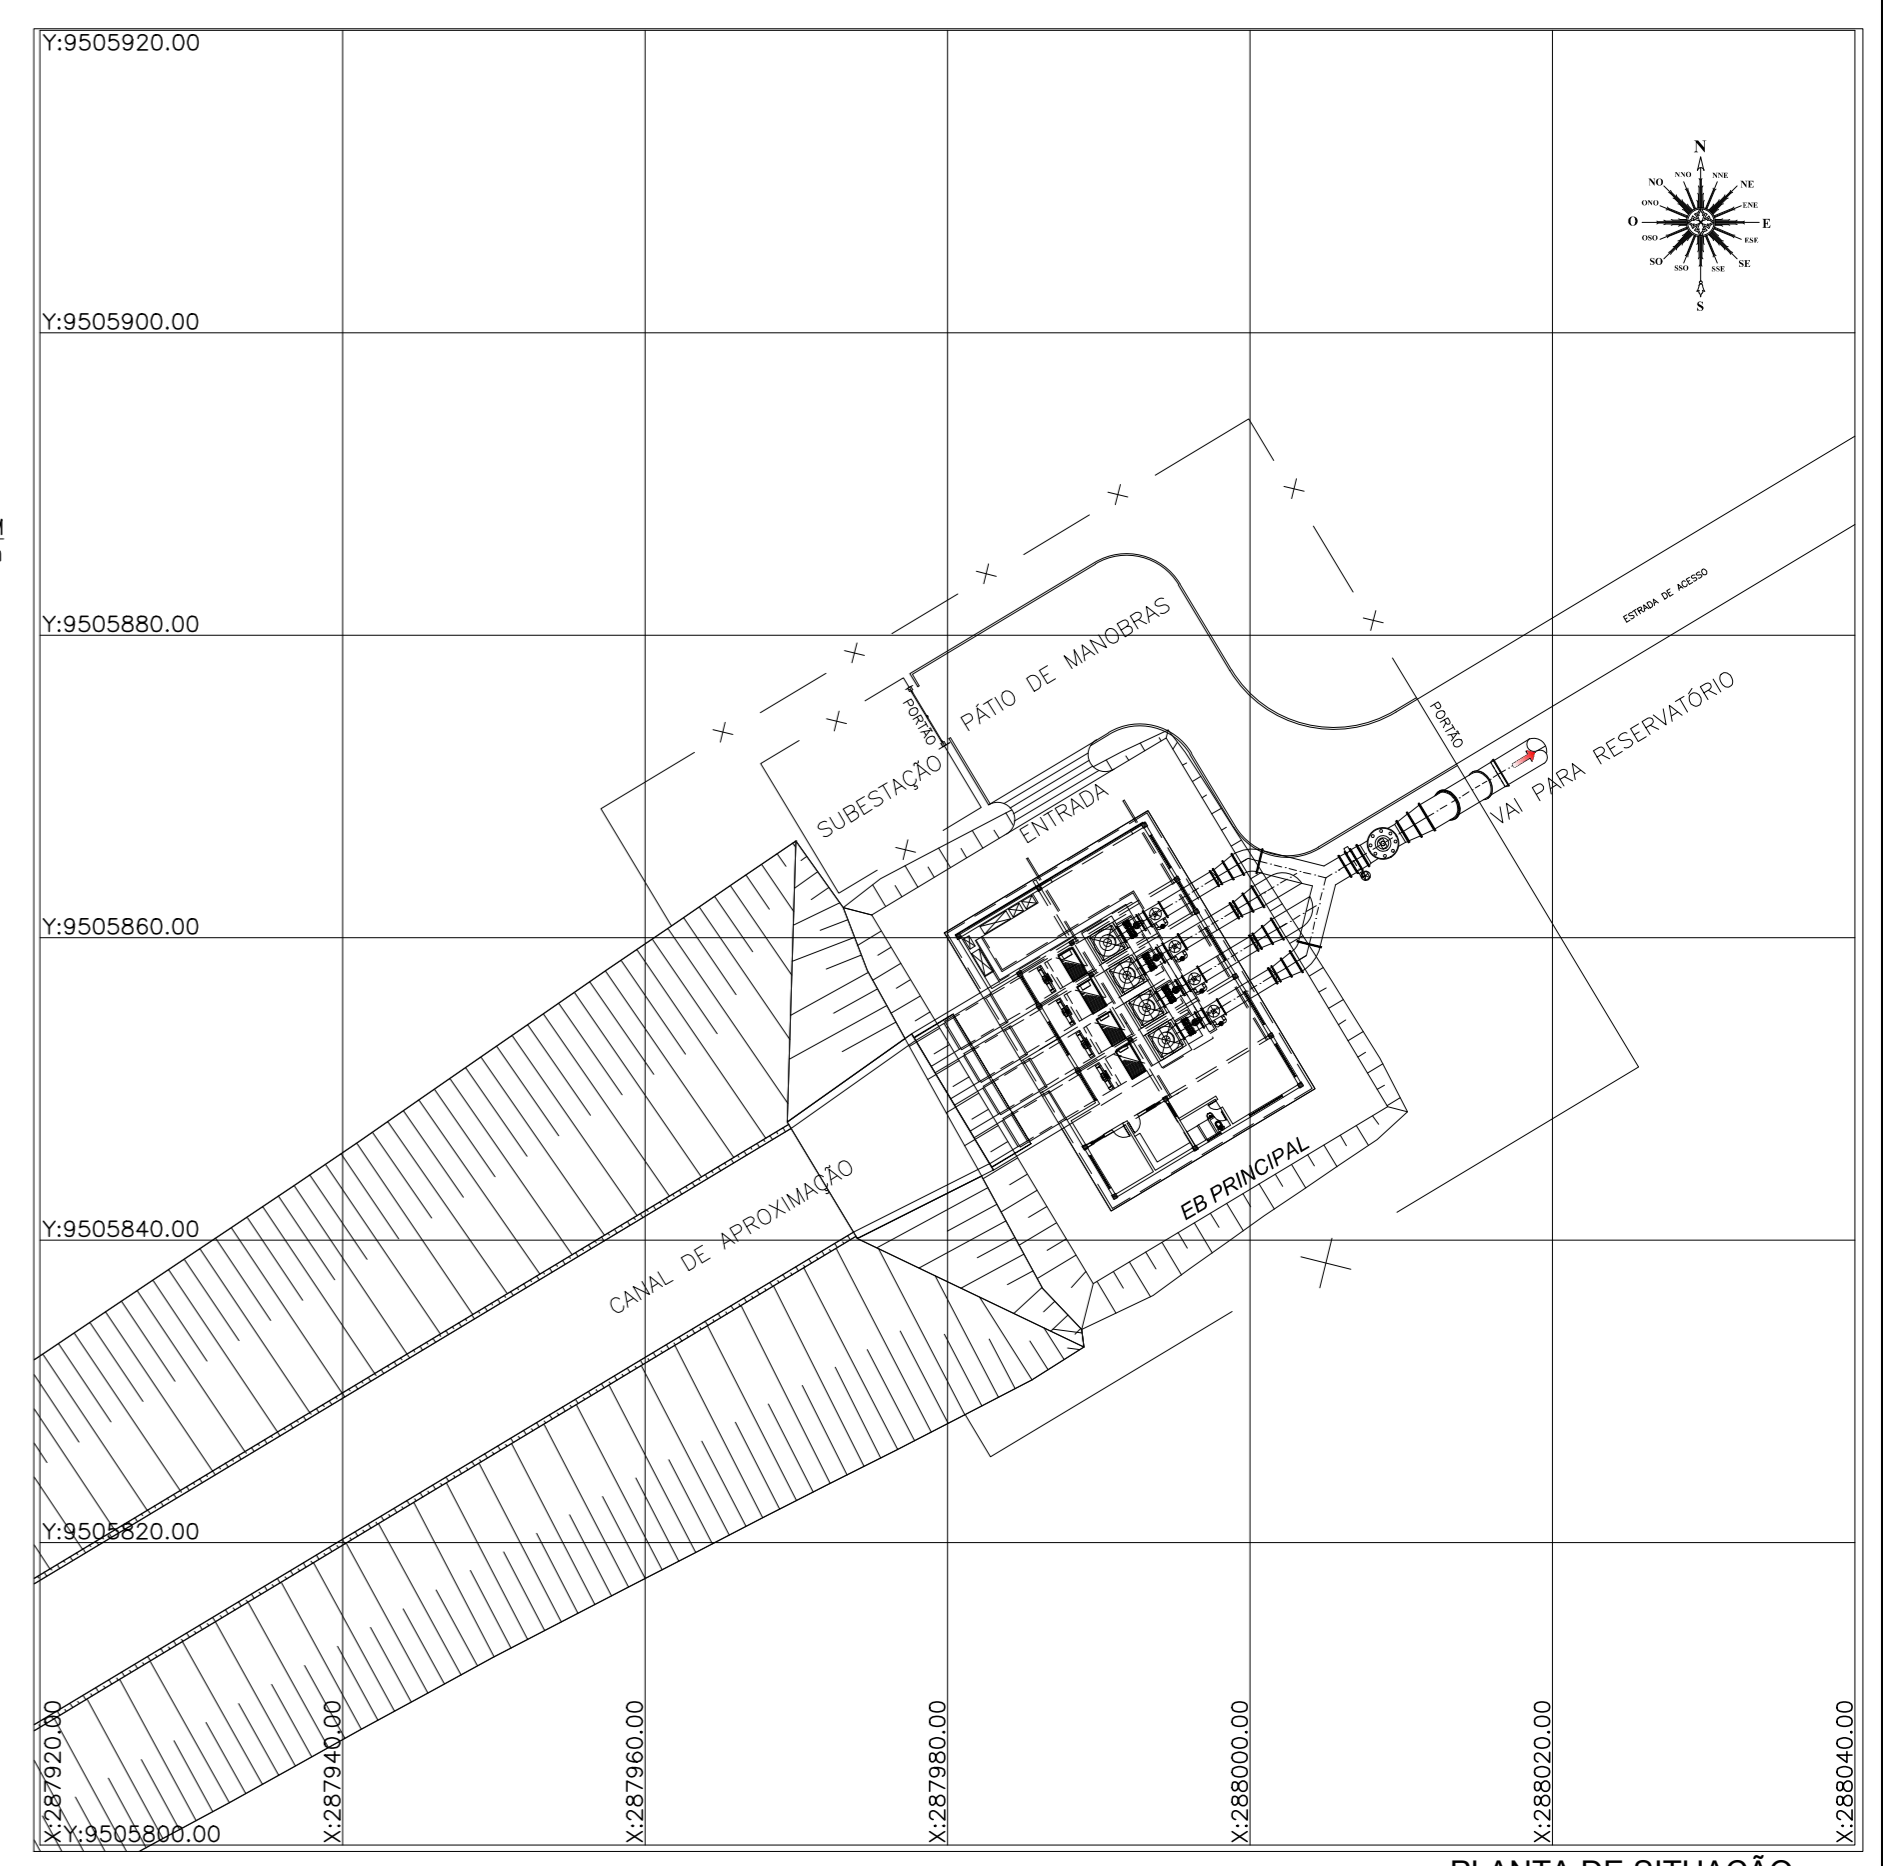 Y:9505920.00
N
NNO
NNE
NO
NE
ONO
ENE
O
E
OSO
ESE
SO
SE
SSO
SSE
S
Y:9505900.00
ESTRADA DE ACESSO
Y:9505880.00
PÁTIO DE MANOBRAS
PORTÃO
PORTÃO
VAI PARA RESERVATÓRIO
SUBESTAÇÃO
ENTRADA
Y:9505860.00
EB PRINCIPAL
CANAL DE APROXIMAÇÃO
Y:9505840.00
Y:9505820.00
X:287920.00
X:287940.00
X:287960.00
X:287980.00
X:288000.00
X:288020.00
X:288040.00
Y:9505800.00
PLANTA DE SITUAÇÃO